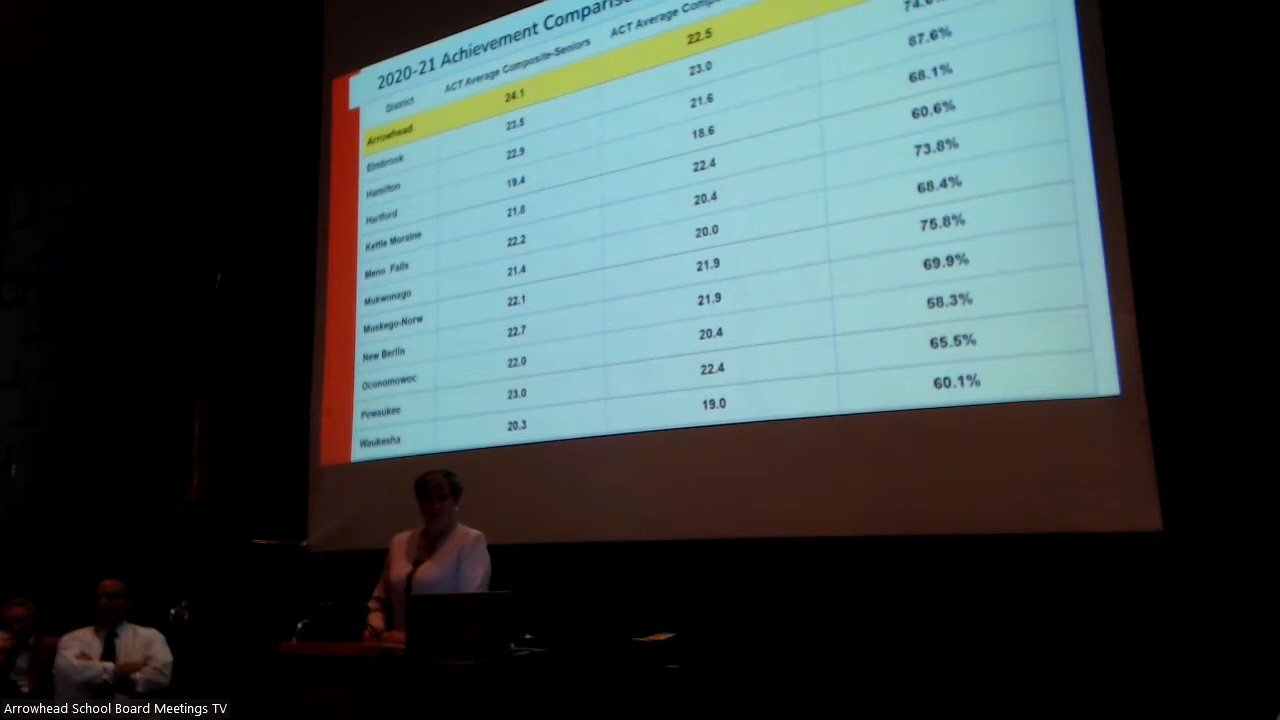 2020-21 Achievement
District ACT Average Composite-Seniors ACT Average
Arrowhead 24.1 22.5
Elmbrook 23.5 23.0
Hamilton 22.9 21.6 87.6%
Hartford 19.4 18.6 68.1%
Kettle Moraine 21.8 22.4 60.6%
Meno Falls 22.2 20.4 73.8%
Mukwonago 21.4 20.0 68.4%
Muskego-Norw 22.1 21.9 75.8%
New Berlin 22.7 21.9 69.9%
Oconomowoc 22.0 20.4 58.3%
Pewaukee 23.0 22.4 65.5%
Waukesha 20.3 19.0 60.1%
Arrowhead School Board Meetings TV